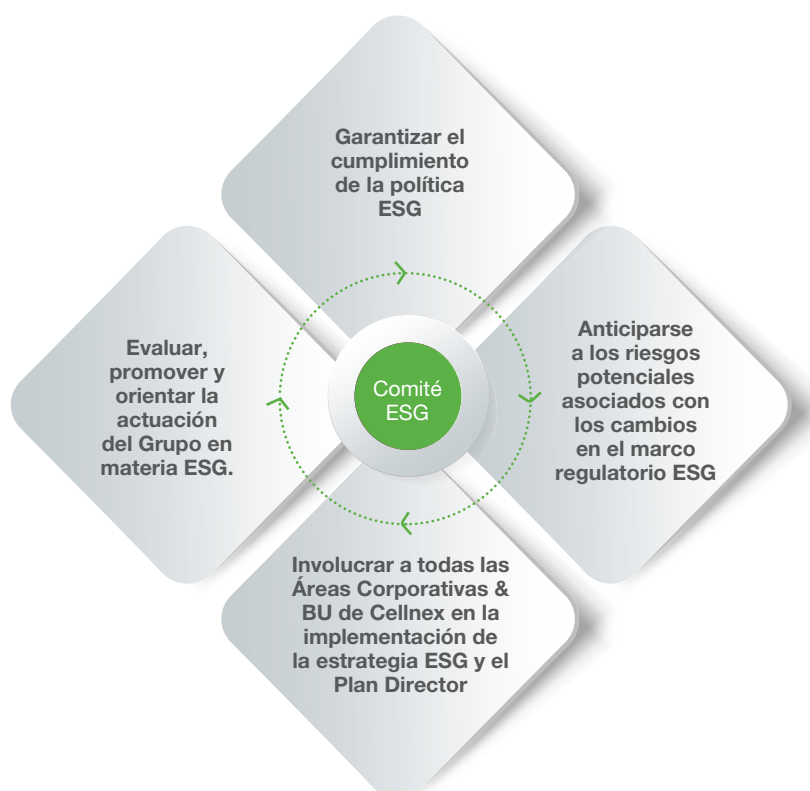 Garantizar el
cumplimiento
de la política
ESG
Evaluar,
promover y
orientar la
actuación
del Grupo en
materia ESG.
Comité
ESG
Anticiparse
a los riesgos
potenciales
asociados con
los cambios
en el marco
regulatorio ESG
Involucrar a todas las
Áreas Corporativas &
BU de Cellnex en la
implementación de
la estrategia ESG y el
Plan Director